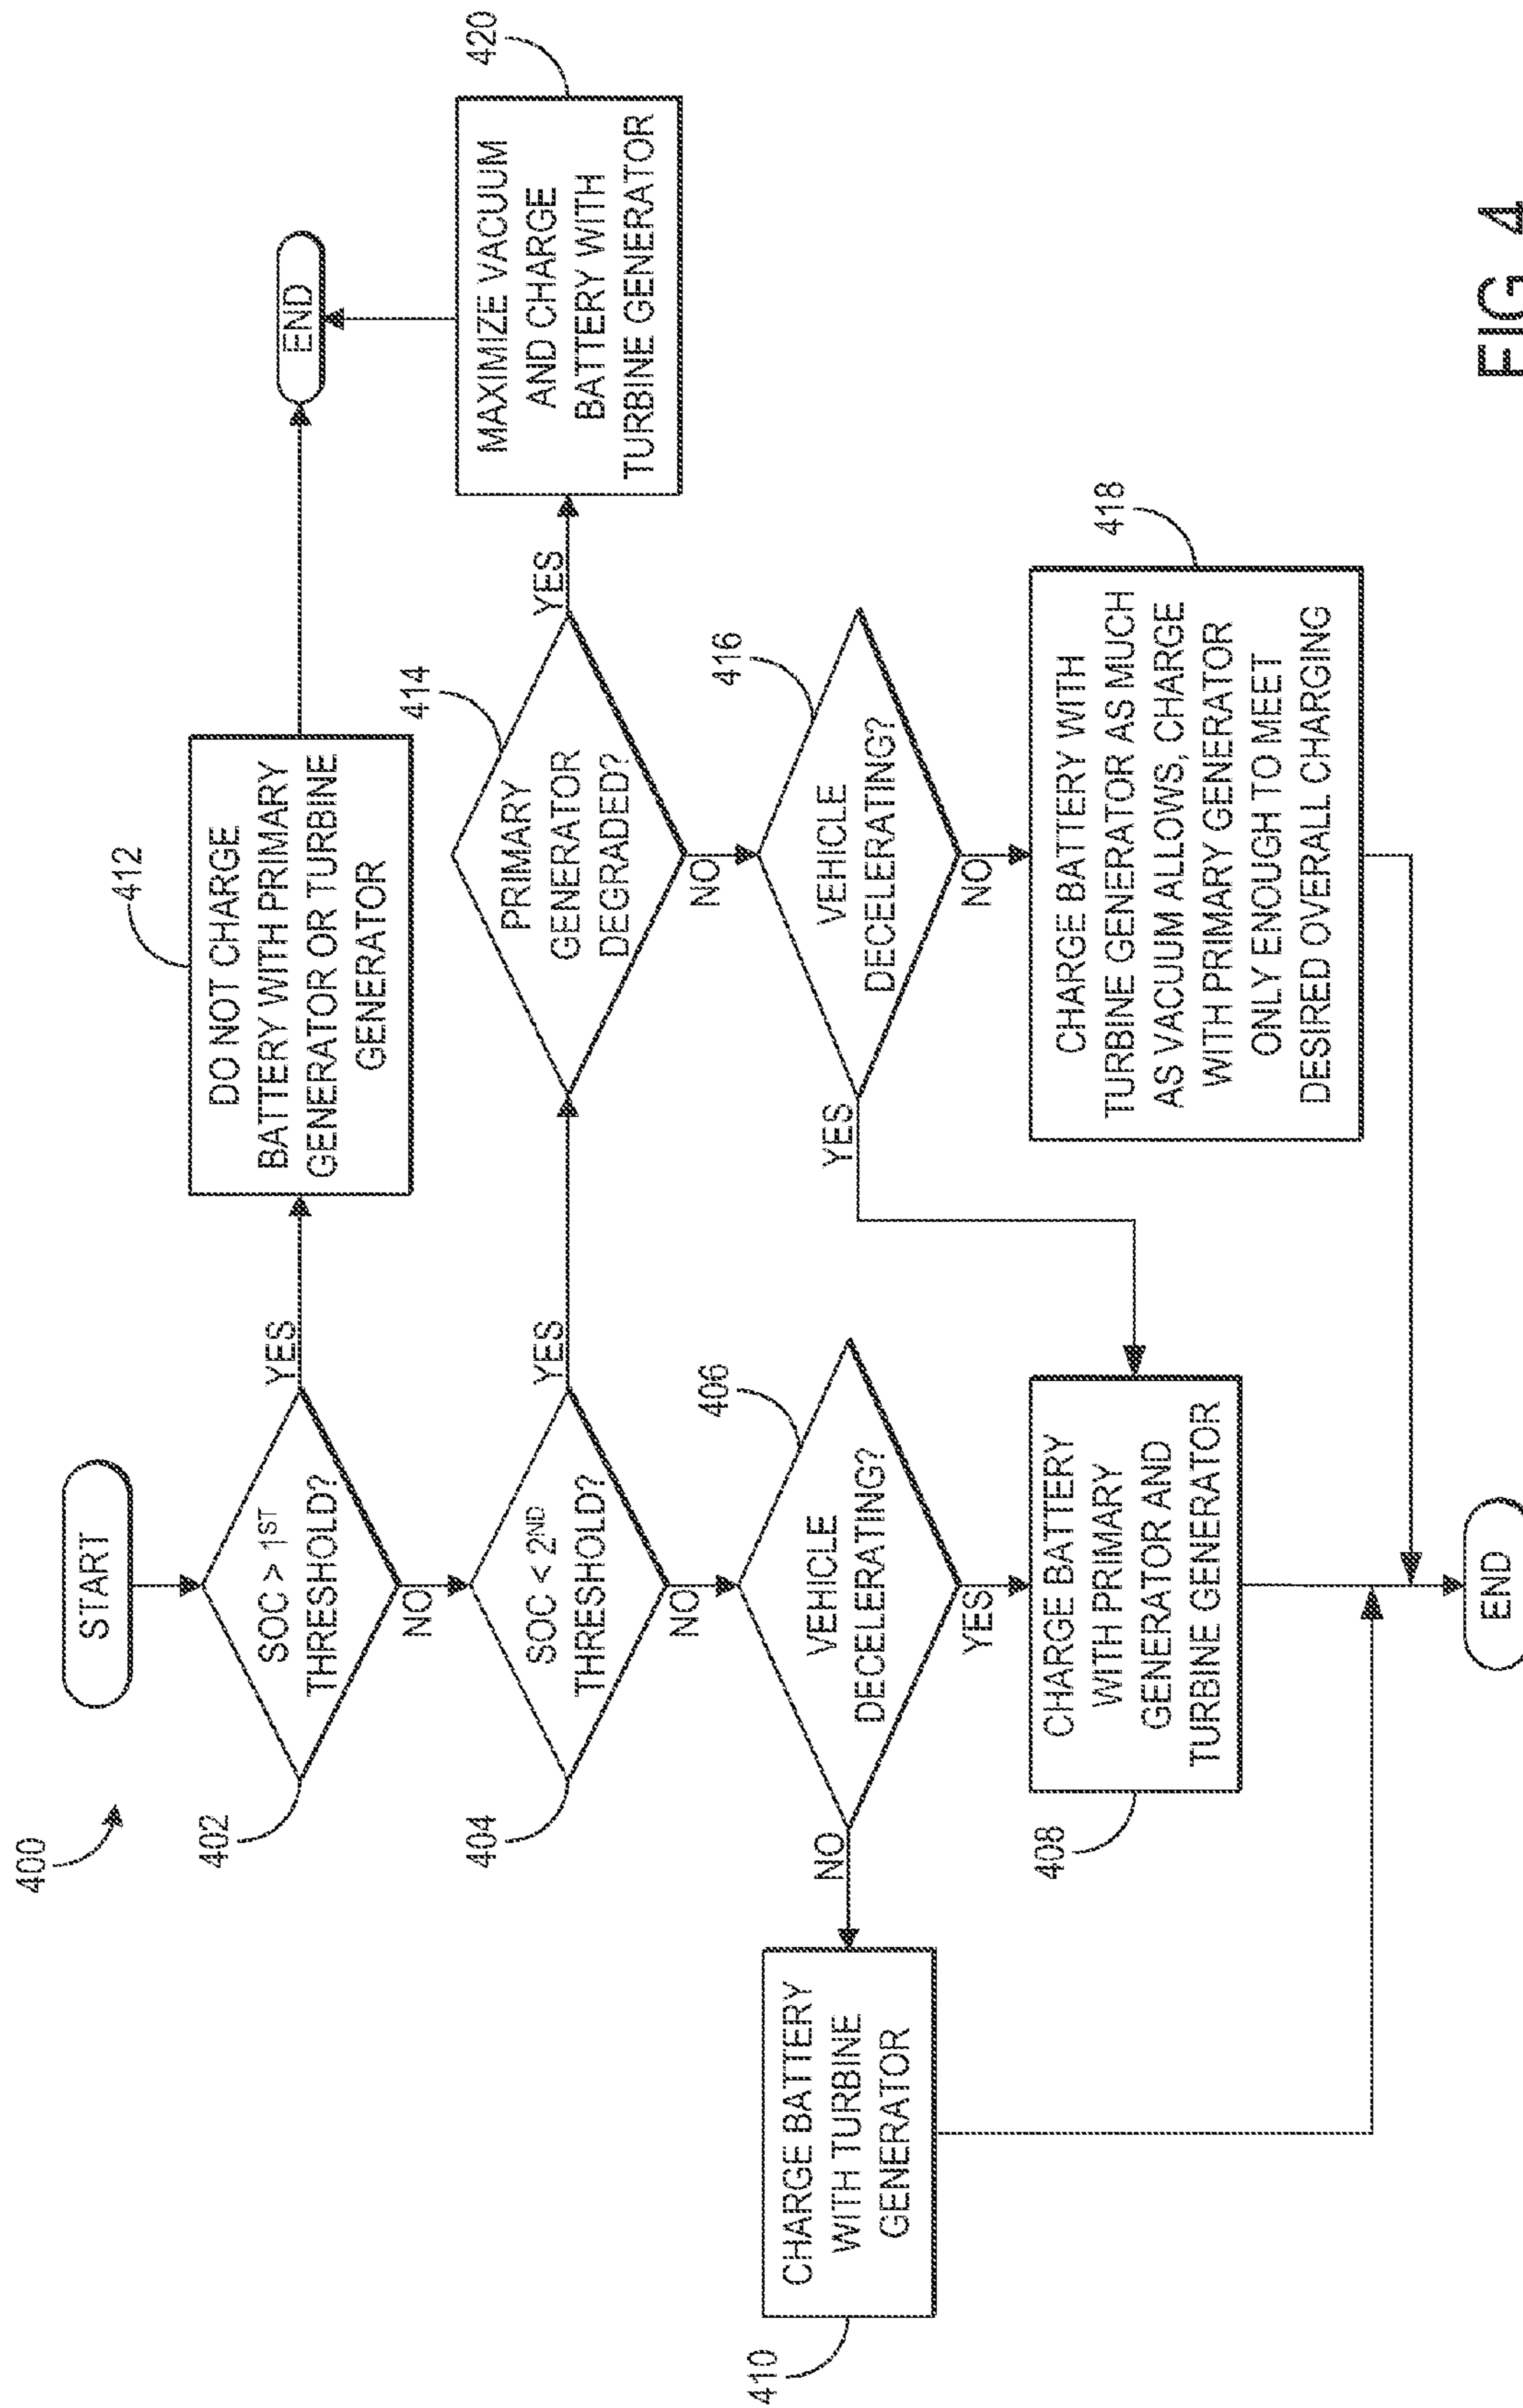 400
START
402
SOC > 1ST
THRESHOLD?
YES
NO
412
DO NOT CHARGE
BATTERY WITH PRIMARY
GENERATOR OR TURBINE
GENERATOR
END
404
SOC < 2ND
THRESHOLD?
YES
NO
414
PRIMARY
GENERATOR
DEGRADED?
YES
NO
420
MAXIMIZE VACUUM
AND CHARGE
BATTERY WITH
TURBINE GENERATOR
406
VEHICLE
DECELERATING?
NO
YES
416
VEHICLE
DECELERATING?
YES
NO
410
CHARGE BATTERY
WITH TURBINE
GENERATOR
408
CHARGE BATTERY
WITH PRIMARY
GENERATOR AND
TURBINE GENERATOR
418
CHARGE BATTERY WITH
TURBINE GENERATOR AS MUCH
AS VACUUM ALLOWS, CHARGE
WITH PRIMARY GENERATOR
ONLY ENOUGH TO MEET
DESIRED OVERALL CHARGING
END
FIG. 4